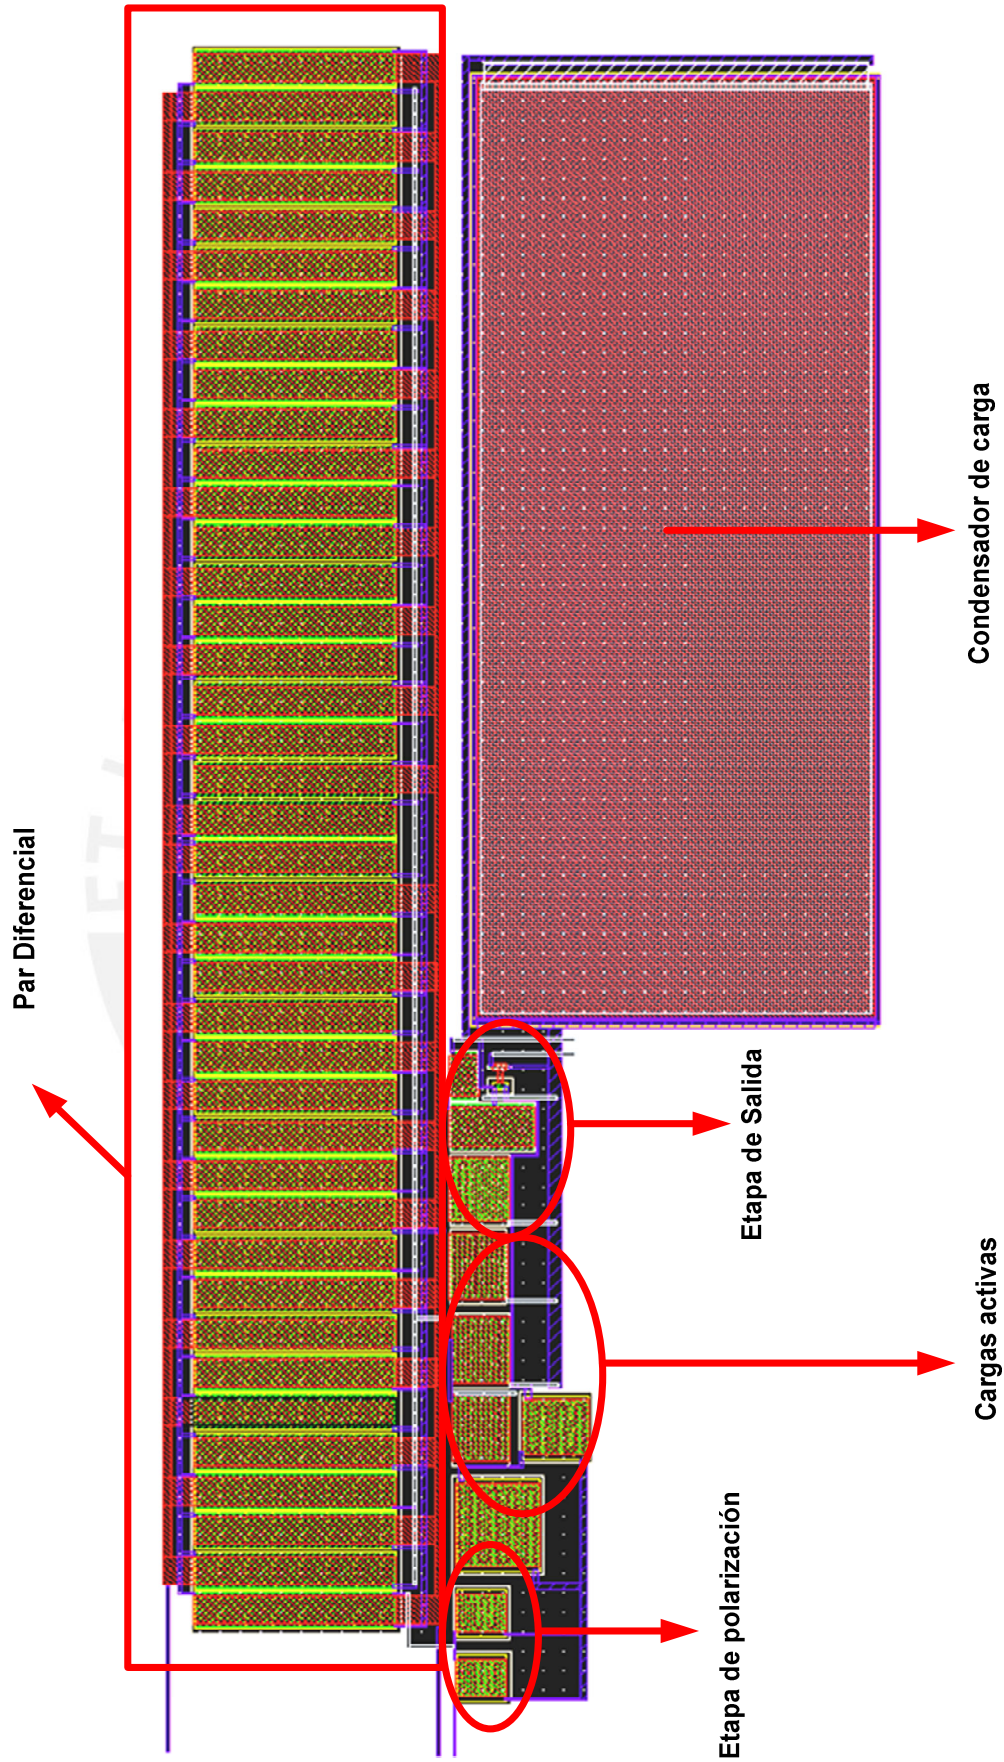 Par Diferencial
Condensador de carga
Etapa de Salida
Cargas activas
Etapa de polarización